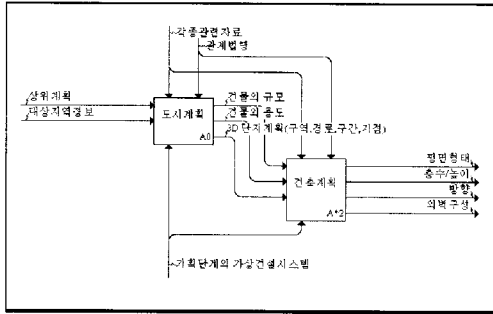 각종관련자료
관계법령
상위계획
대상지역정보
도시계획
A0
건물의 규모
건물의 용도
3D 단지계획(구역,경로,구간,지점)
건축계획
A*2
평면형태
층수/높이
방향
외벽구성
기획단계의 가상건설시스템